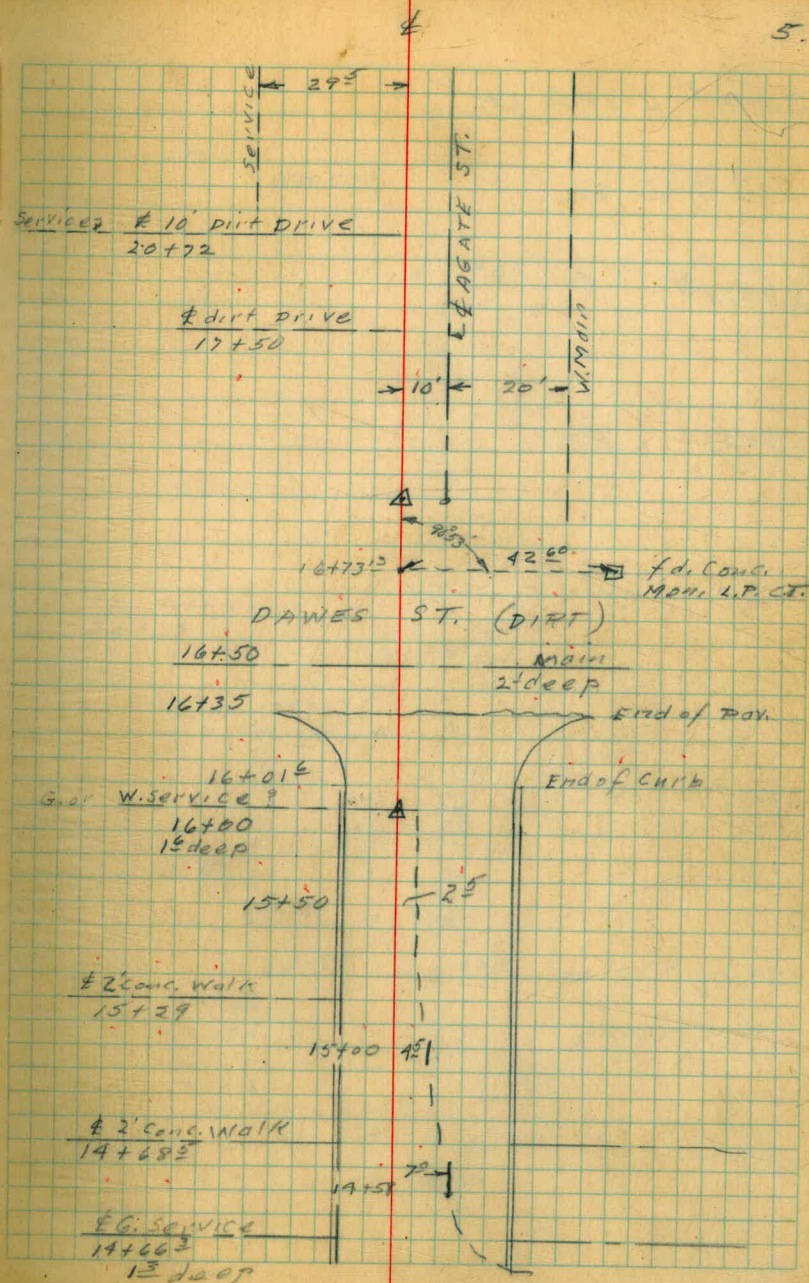 ℄ 5.
Service
29⁵
℄ AGATE ST.
W. Main
Services ℄ 10' Dirt Drive
20+72
℄ dirt Drive
17+50
10' 20'
42⁶⁰
16+73¹³
fd. Conc.
Mon. L.P. CT.
DAWES ST. (DIRT)
16+50 Main
2' deep
16+35 End of Pav.
16+01⁶ End of Curb
G. or W. Service ?
16+00
1⁶ deep
15+50 2⁵
℄ 2' Conc. Walk
15+29
15+00 4⁵
℄ 2' Conc. Walk
14+68⁵
7⁰
14+58
℄ G. Service
14+66³
1³ deep